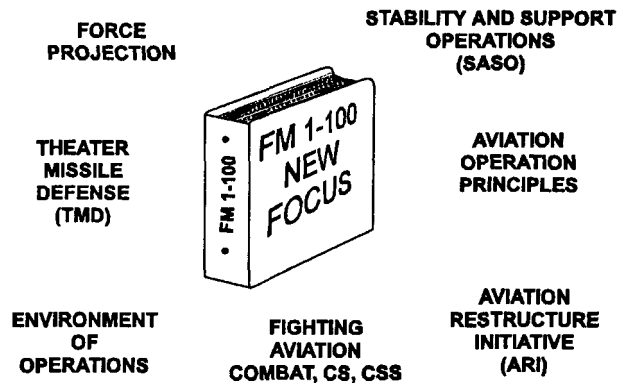 FORCE
PROJECTION
STABILITY AND SUPPORT
OPERATIONS
(SASO)
THEATER
MISSILE
DEFENSE
(TMD)
FM 1-100
FM 1-100
NEW
FOCUS
AVIATION
OPERATION
PRINCIPLES
ENVIRONMENT
OF
OPERATIONS
FIGHTING
AVIATION
COMBAT, CS, CSS
AVIATION
RESTRUCTURE
INITIATIVE
(ARI)